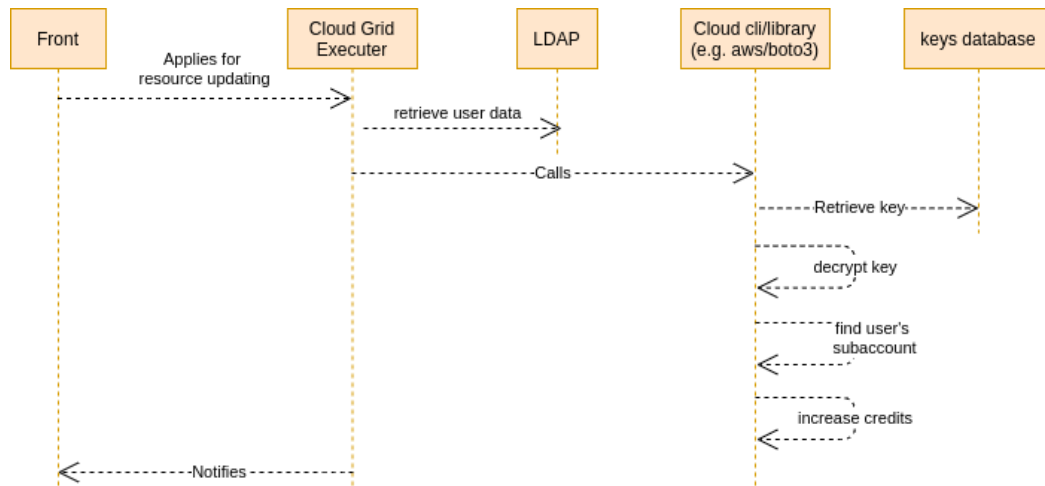 Front
Cloud Grid
Executer
LDAP
Cloud cli/library
(e.g. aws/boto3)
keys database
Applies for
resource updating
retrieve user data
Calls
Retrieve key
decrypt key
find user's
subaccount
increase credits
Notifies